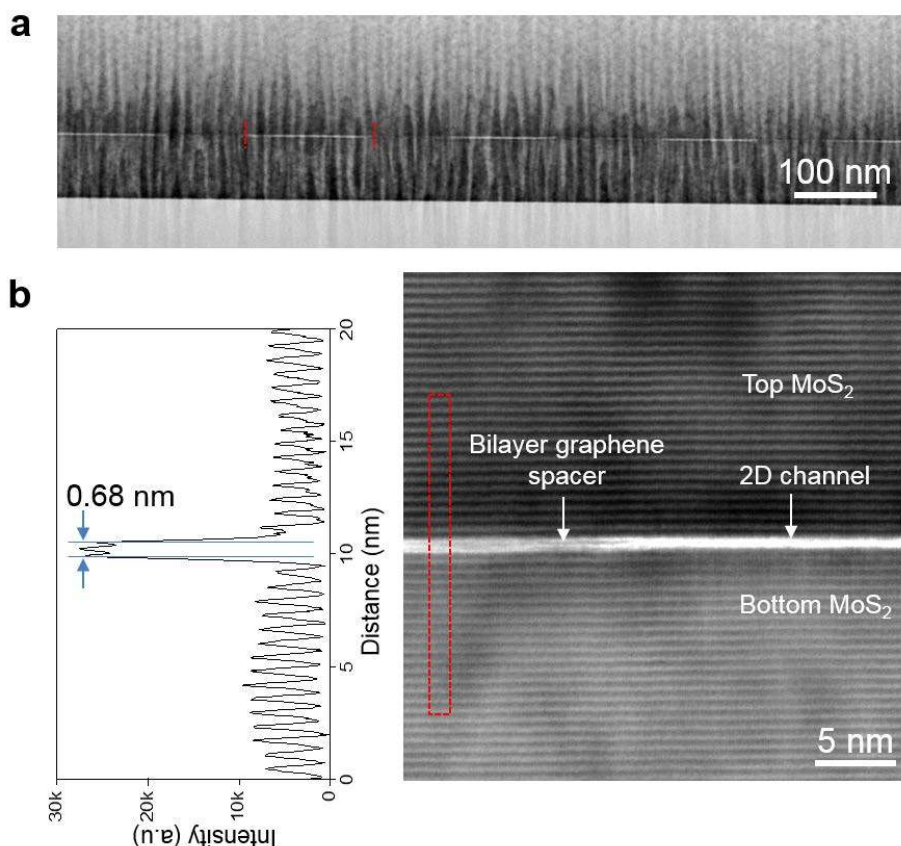 a
100 nm
b
0.68 nm
20
15
10
5
0
Distance (nm)
30k
20k
10k
0
Intensity (a.u)
Top MoS₂
Bilayer graphene
spacer
2D channel
Bottom MoS₂
5 nm